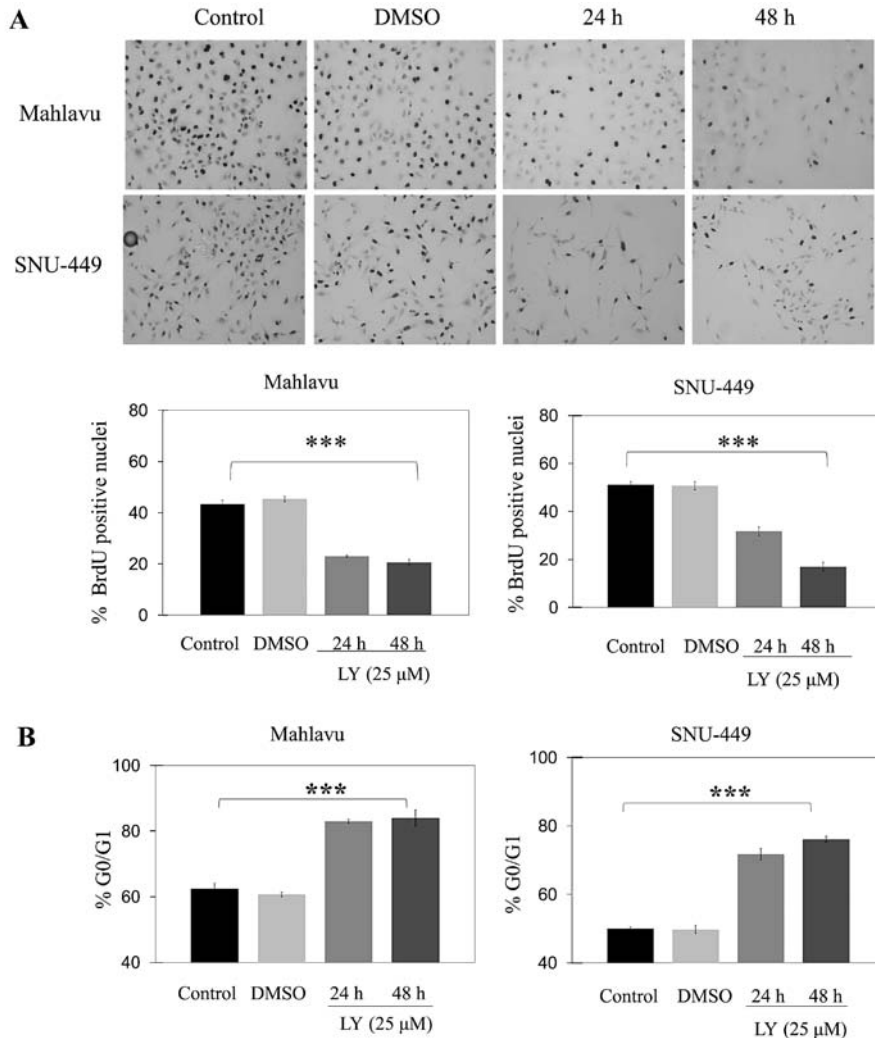 A
Control DMSO 24 h 48 h
Mahlavu
SNU-449
Mahlavu
% BrdU positive nuclei
80
60
40
20
0
***
Control DMSO 24 h 48 h
LY (25 μM)
SNU-449
% BrdU positive nuclei
80
60
40
20
0
***
Control DMSO 24 h 48 h
LY (25 μM)
B
Mahlavu
% G0/G1
100
80
60
40
***
Control DMSO 24 h 48 h
LY (25 μM)
SNU-449
% G0/G1
100
80
60
40
***
Control DMSO 24 h 48 h
LY (25 μM)